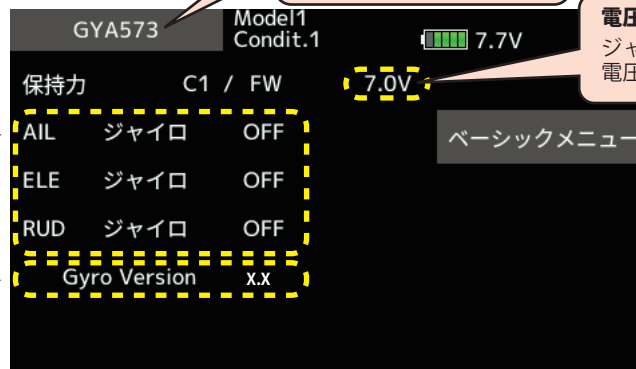 GYA573
Model1
Condit.1
7.7V
電圧
ジャ
電圧
保持力 C1 / FW 7.0V
AIL ジャイロ OFF
ベーシックメニュー
ELE ジャイロ OFF
RUD ジャイロ OFF
Gyro Version X.X